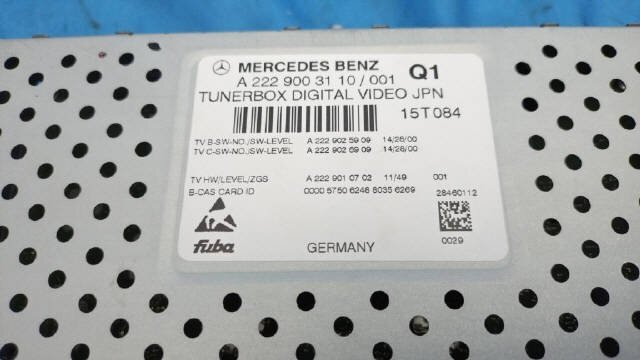 MERCEDES BENZ Q1
A 222 900 31 10 / 001
TUNERBOX DIGITAL VIDEO JPN
15T084
TV B-SW-NO./SW-LEVEL A 222 902 59 09 14/26/00
TV C-SW-NO./SW-LEVEL A 222 902 69 09 14/26/00
TV HW/LEVEL/ZGS A 222 901 07 02 11/49 001
B-CAS CARD ID 0000 5750 6246 8035 6269 28460112
fuba GERMANY 0029